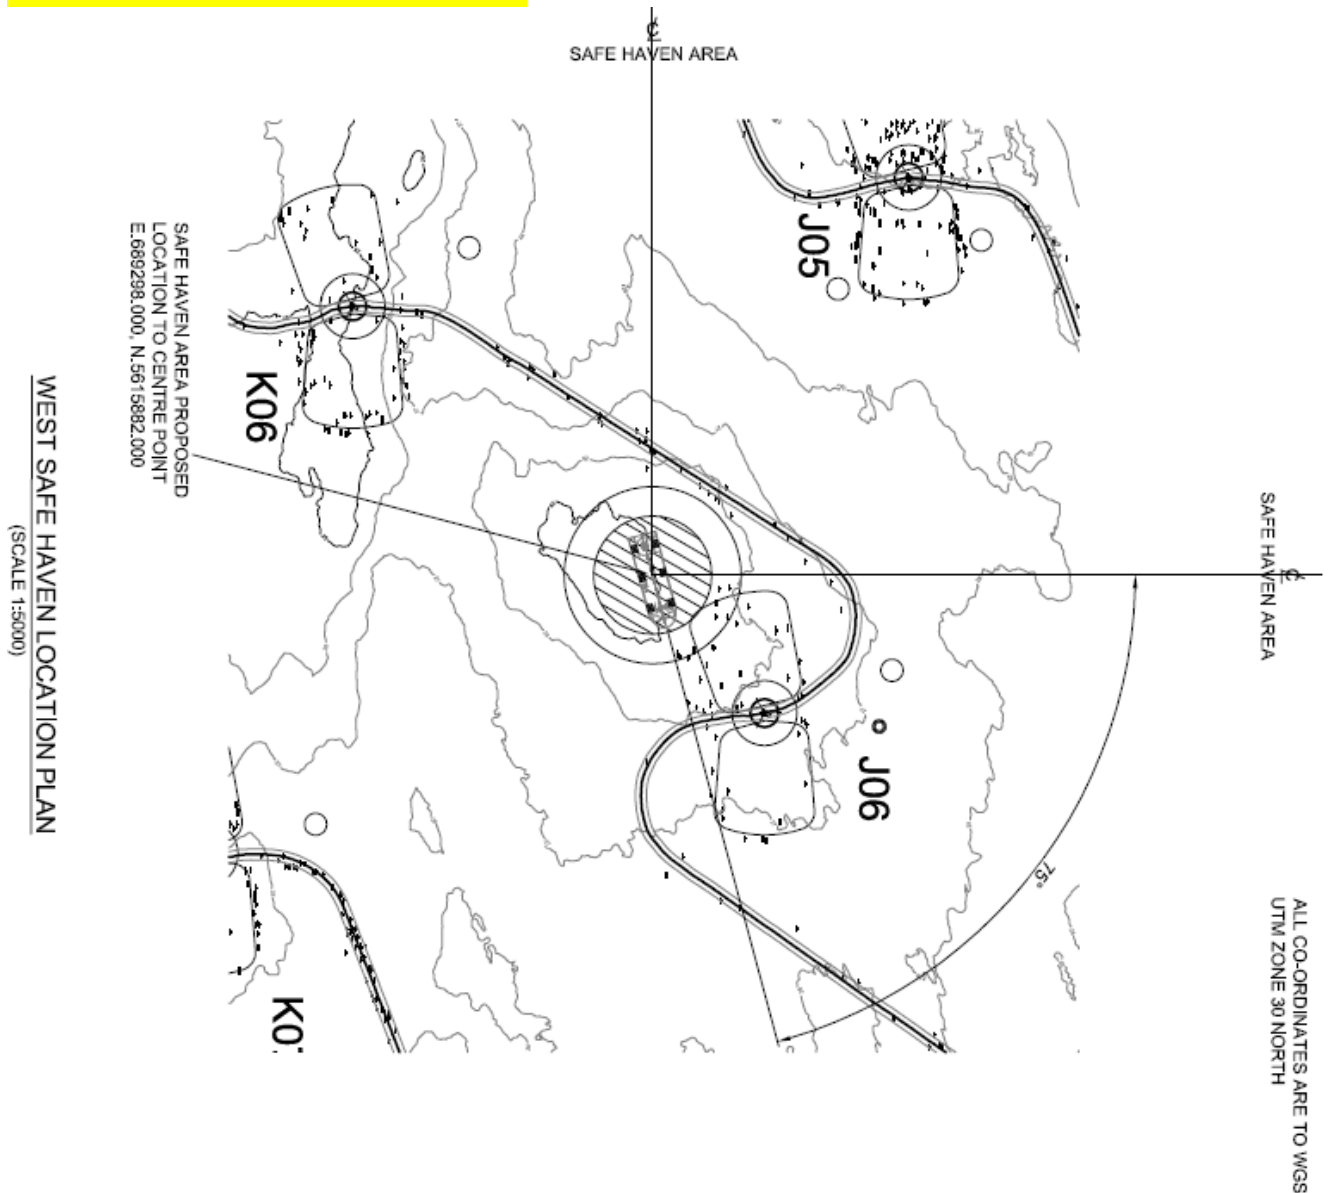 ℄
SAFE HAVEN AREA
SAFE HAVEN AREA
℄
J05
K06
SAFE HAVEN AREA PROPOSED
LOCATION TO CENTRE POINT
E.689298.000, N.5615882.000
J06
75°
K07
ALL CO-ORDINATES ARE TO WGS
UTM ZONE 30 NORTH
WEST SAFE HAVEN LOCATION PLAN
(SCALE 1:5000)